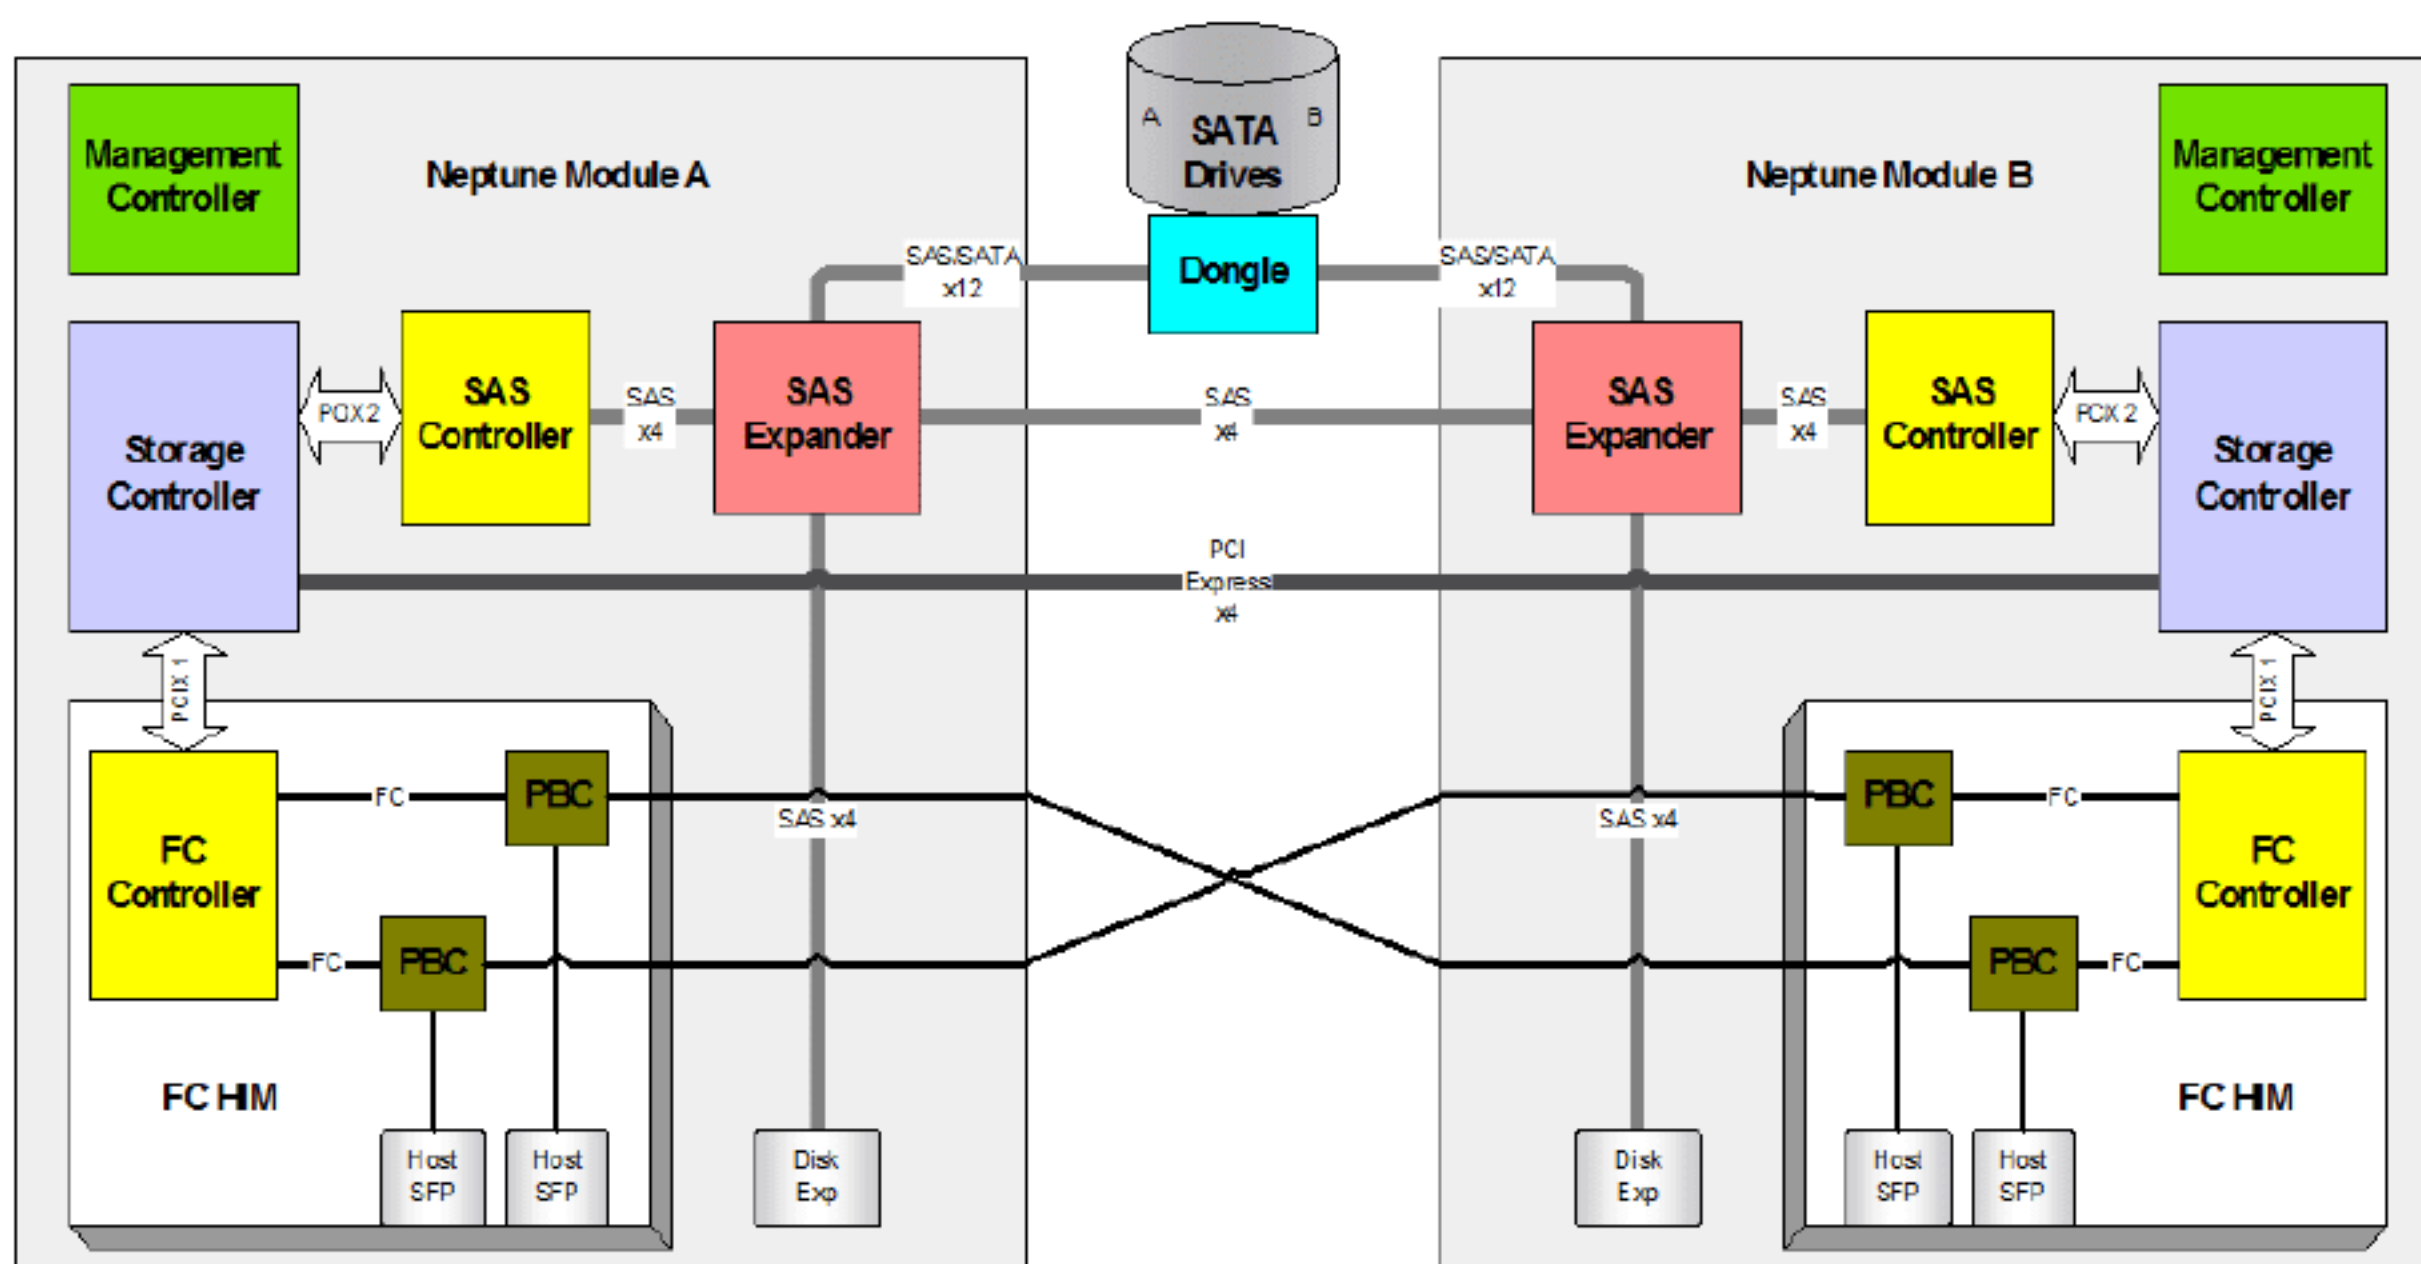 Management
Controller
Neptune Module A
A
SATA
Drives
B
Neptune Module B
Management
Controller
SAS/SATA
x12
Dongle
SAS/SATA
x12
Storage
Controller
PCIX 2
SAS
Controller
SAS
x4
SAS
Expander
SAS
x4
SAS
Expander
SAS
x4
SAS
Controller
PCIX 2
Storage
Controller
PCI
Express
x4
PCIX 1
PCIX 1
FC
Controller
FC
PBC
SAS x4
SAS x4
PBC
FC
FC
Controller
FC
PBC
PBC
FC
FC HIM
FC HIM
Host
SFP
Host
SFP
Disk
Exp
Disk
Exp
Host
SFP
Host
SFP